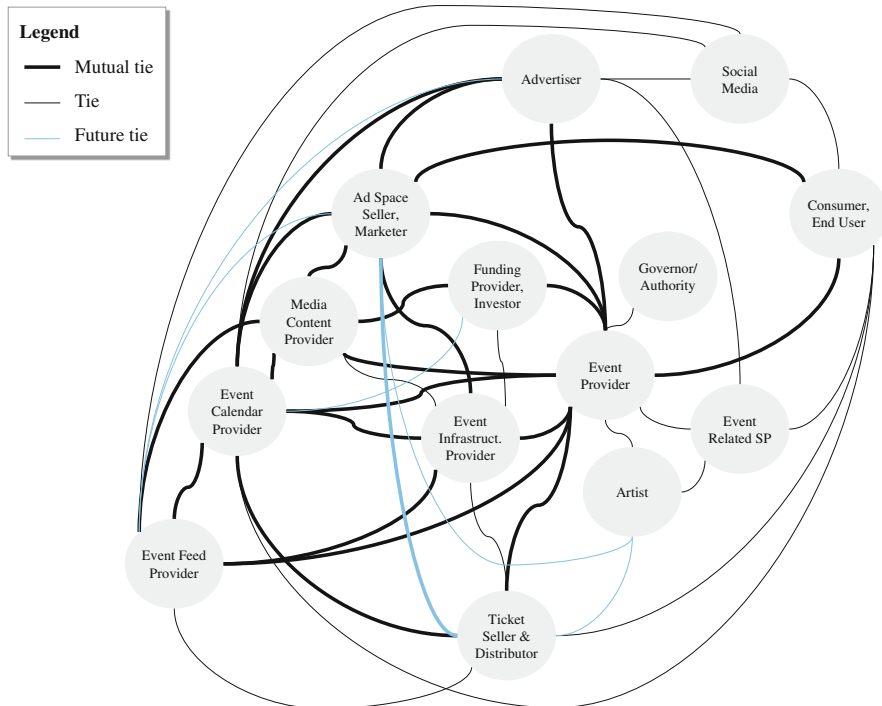 Legend
Mutual tie
Tie
Future tie
Advertiser
Social
Media
Ad Space
Seller,
Marketer
Consumer,
End User
Funding
Provider,
Investor
Governor/
Authority
Media
Content
Provider
Event
Provider
Event
Calendar
Provider
Event
Infrastruct.
Provider
Event
Related SP
Artist
Event Feed
Provider
Ticket
Seller &
Distributor